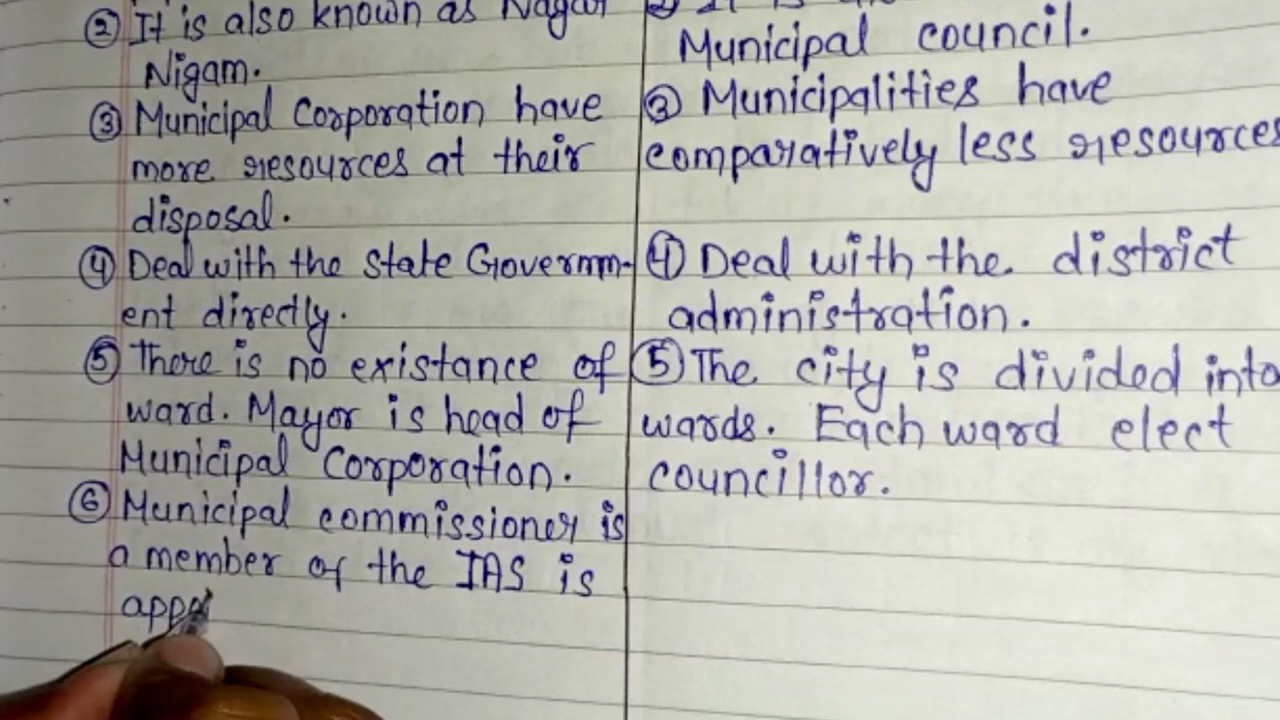 ② It is also known as Nagar
Nigam.
③ Municipal Corporation have
more resources at their
disposal.
④ Deal with the State Governm-
ent directly.
⑤ There is no existance of
ward. Mayor is head of
Municipal Corporation.
⑥ Municipal commissioner is
a member of the IAS is
Municipal council.
③ Municipalities have
comparatively less resources
④ Deal with the district
administration.
⑤ The city is divided into
wards. Each ward elect
councillor.